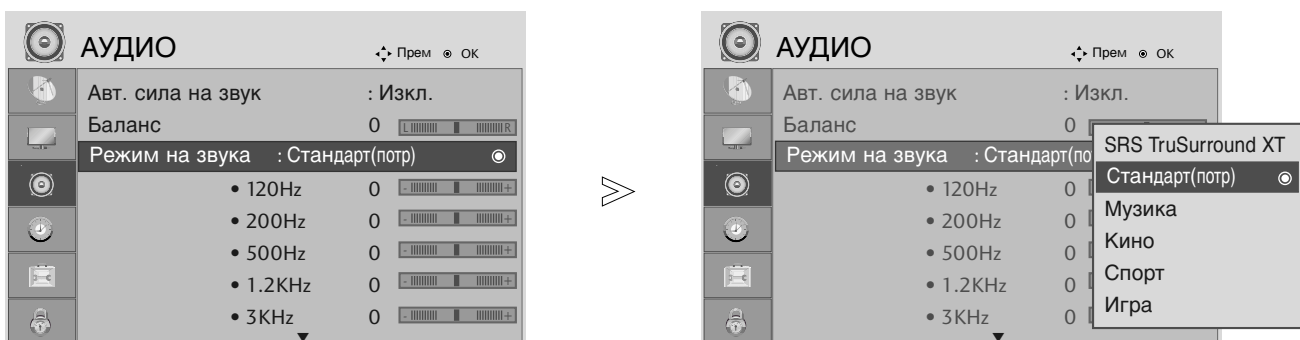 АУДИО
Прем ОК
Авт. сила на звук : Изкл.
Баланс 0 L R
Режим на звука : Стандарт(потр)
• 120Hz 0 - +
• 200Hz 0 - +
• 500Hz 0 - +
• 1.2KHz 0 - +
• 3KHz 0 - +
АУДИО
Прем ОК
Авт. сила на звук : Изкл.
Баланс 0
Режим на звука : Стандарт(по
• 120Hz 0
• 200Hz 0
• 500Hz 0
• 1.2KHz 0
• 3KHz 0
SRS TruSurround XT
Стандарт(потр)
Музика
Кино
Спорт
Игра